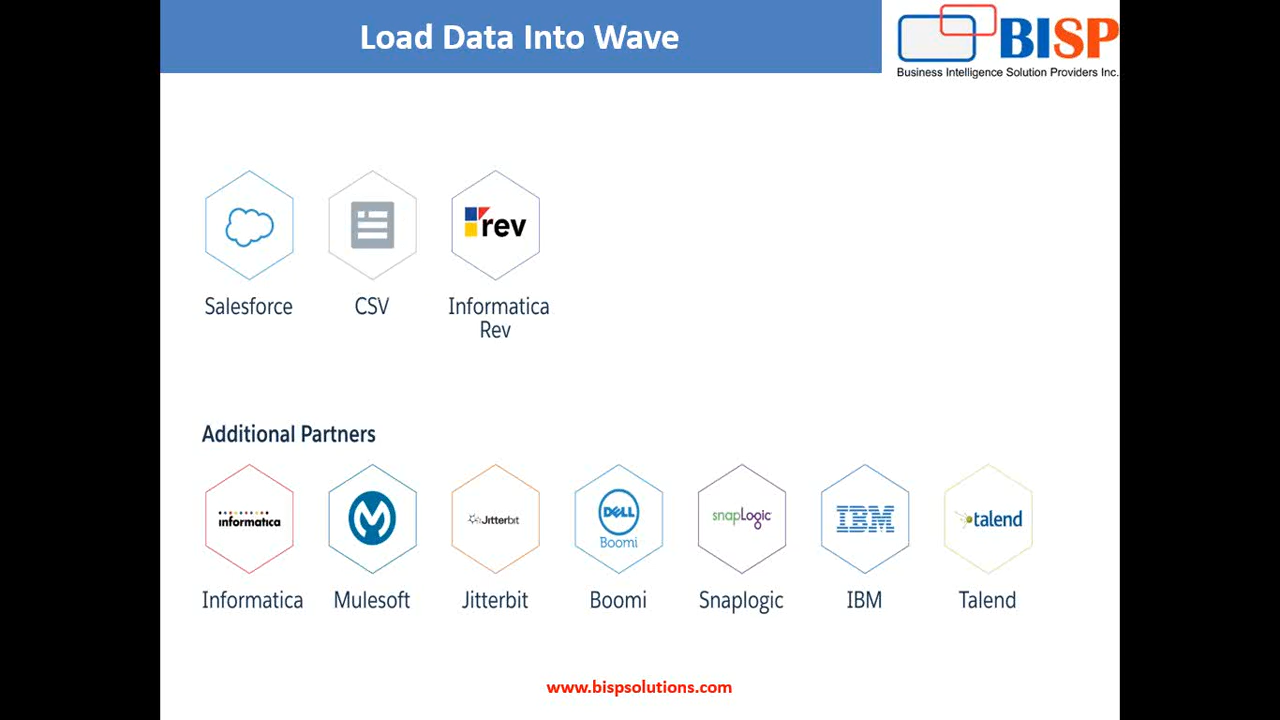 Load Data Into Wave
BISP
Business Intelligence Solution Providers Inc.
rev
Salesforce
CSV
Informatica
Rev
Additional Partners
informatica
Jitterbit
DELL
Boomi
snapLogic
IBM
talend
Informatica
Mulesoft
Jitterbit
Boomi
Snaplogic
IBM
Talend
www.bispsolutions.com